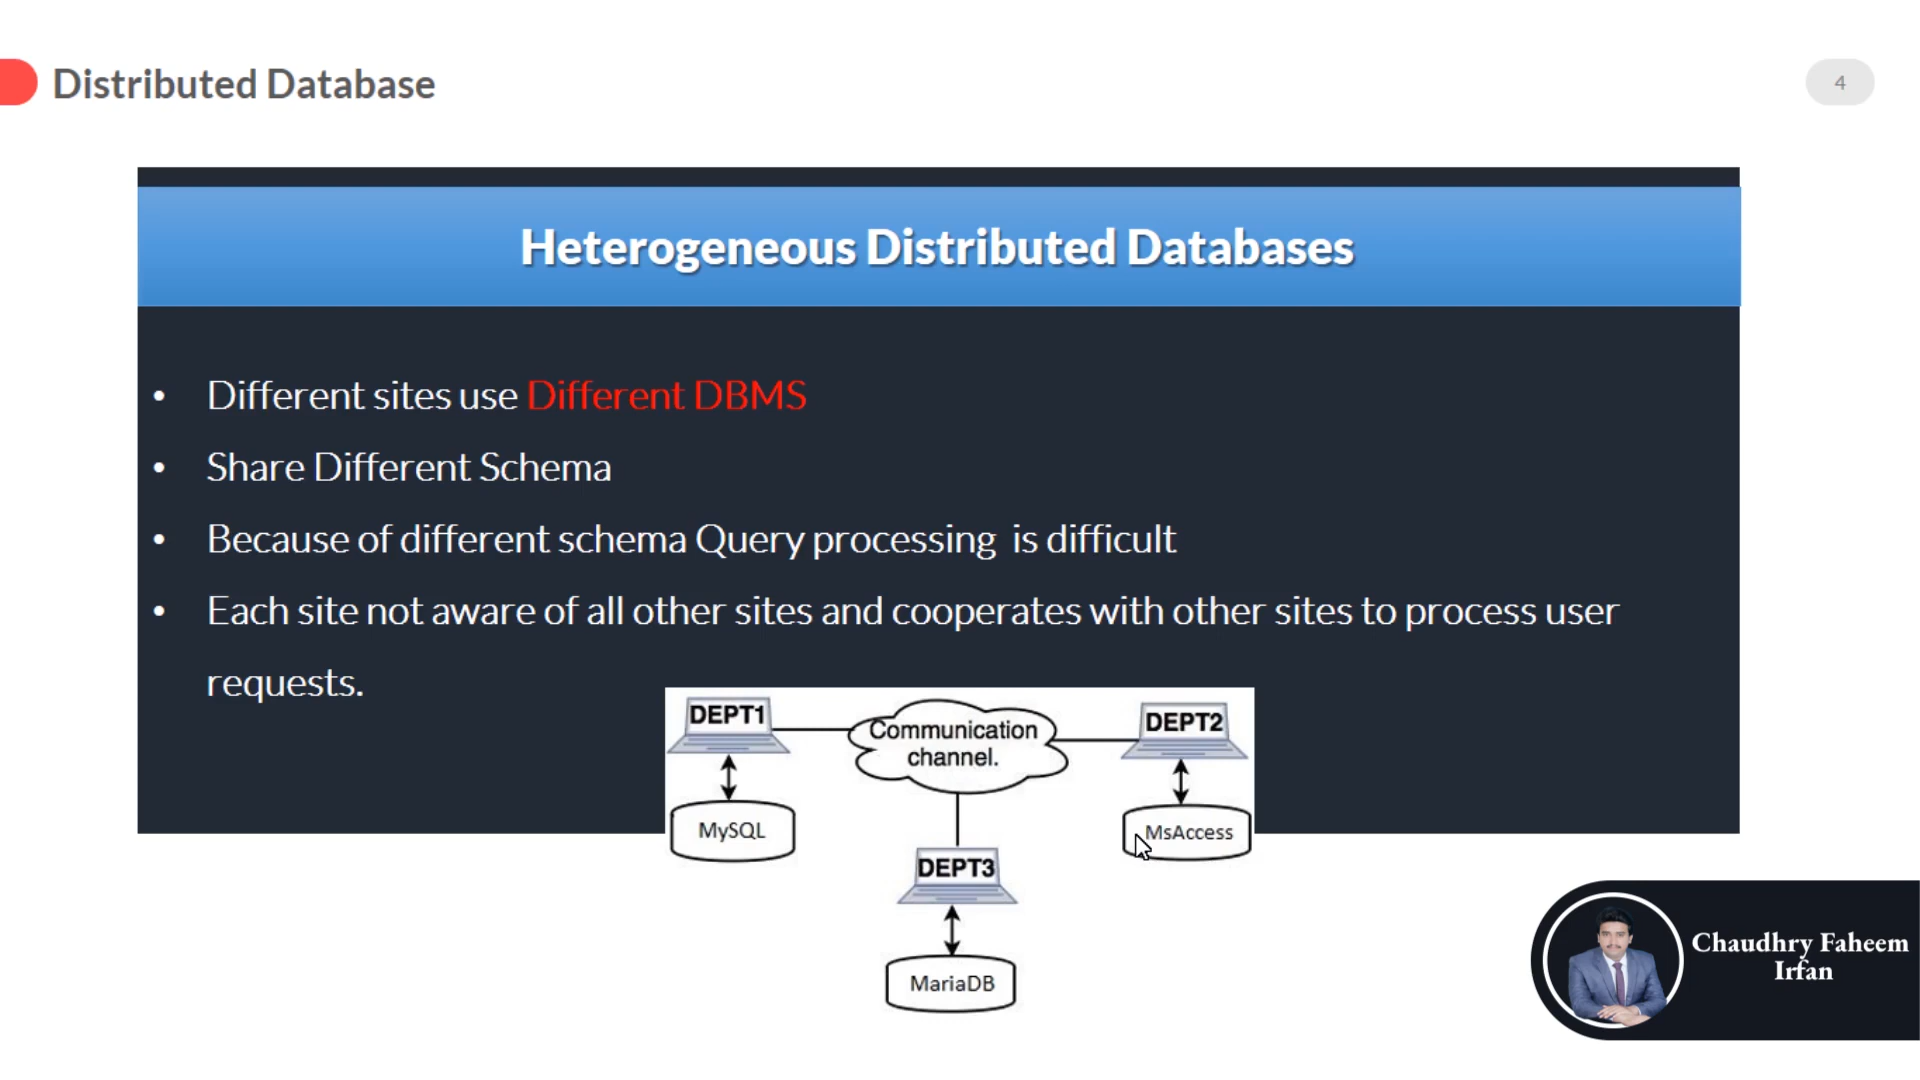 Distributed Database
4
Heterogeneous Distributed Databases
• Different sites use Different DBMS
• Share Different Schema
• Because of different schema Query processing is difficult
• Each site not aware of all other sites and cooperates with other sites to process user
requests.
DEPT1
Communication
channel.
DEPT2
MySQL
MsAccess
DEPT3
MariaDB
Chaudhry Faheem
Irfan